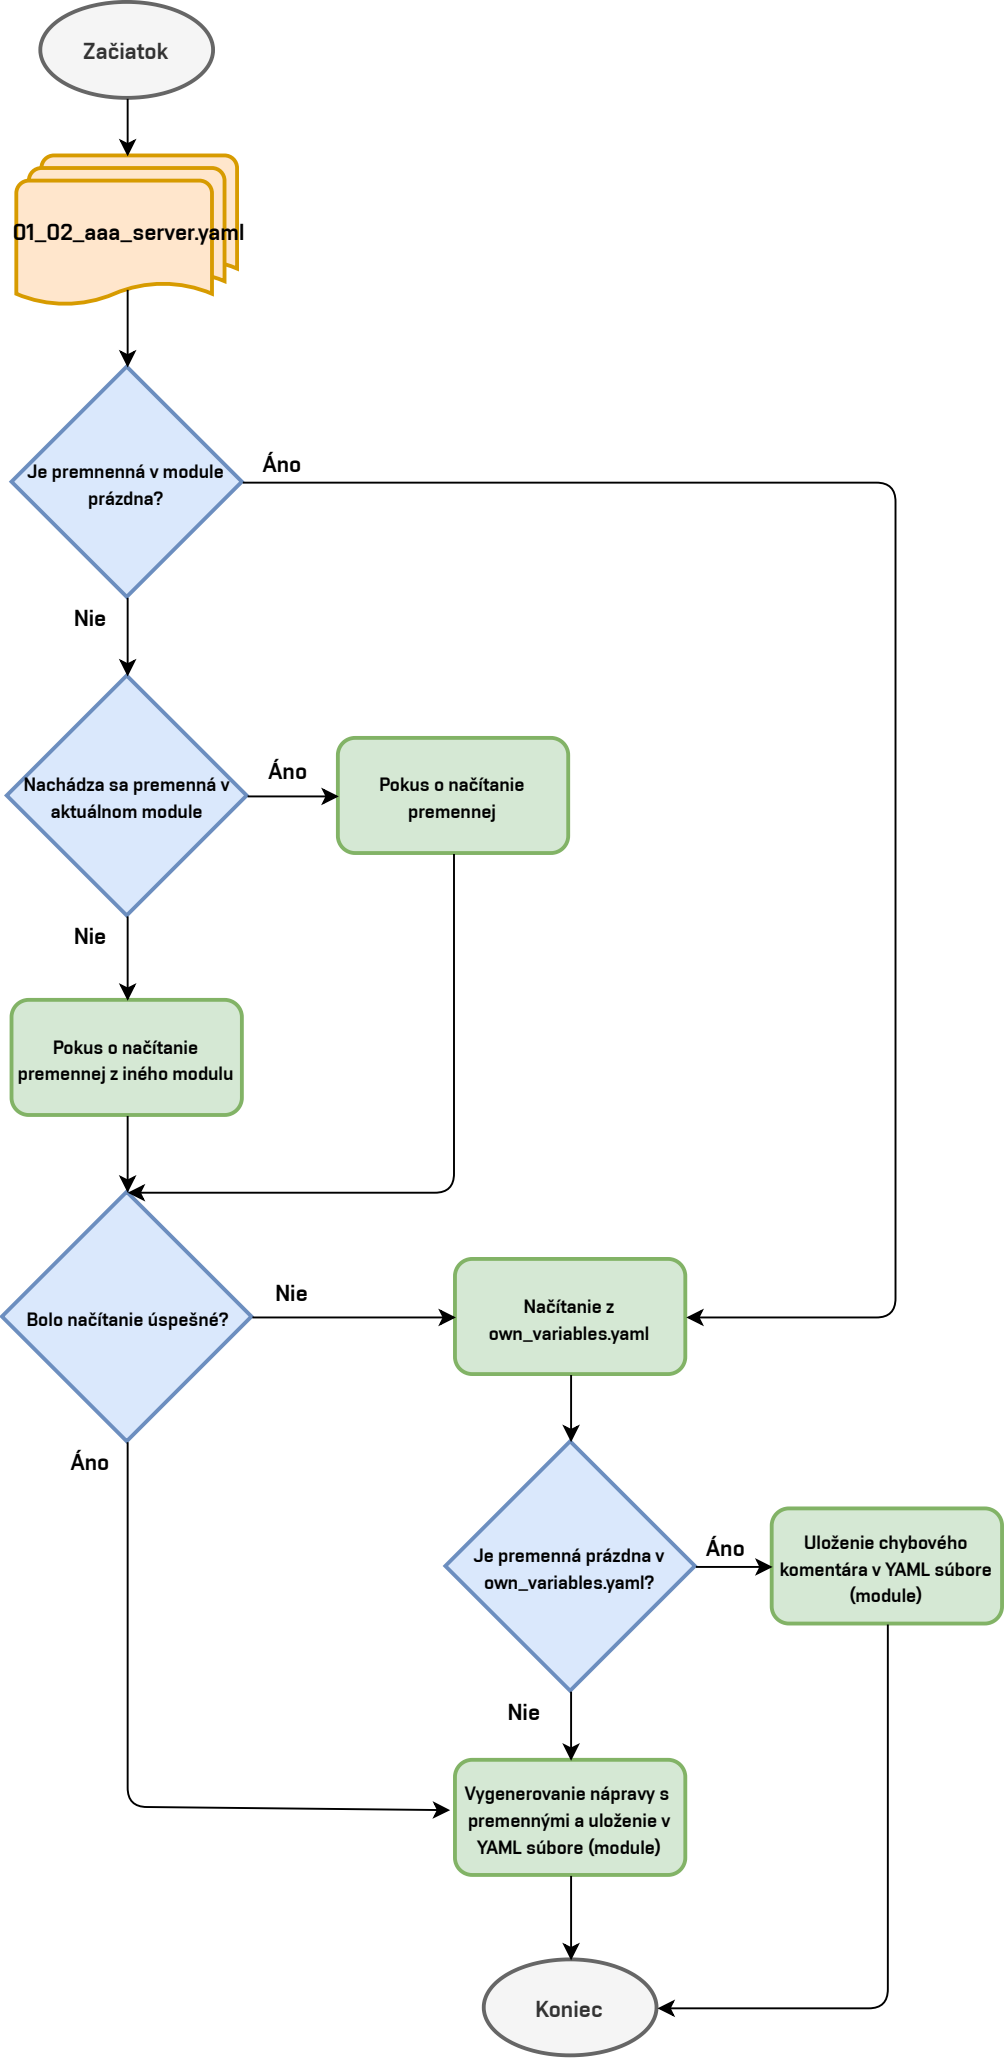 Začiatok
01_02_aaa_server.yaml
Je premnenná v module
prázdna?
Áno
Nie
Nachádza sa premenná v
aktuálnom module
Áno
Pokus o načítanie
premennej
Nie
Pokus o načítanie
premennej z iného modulu
Bolo načítanie úspešné?
Nie
Načítanie z
own_variables.yaml
Áno
Je premenná prázdna v
own_variables.yaml?
Áno
Uloženie chybového
komentára v YAML súbore
(module)
Nie
Vygenerovanie nápravy s
premennými a uloženie v
YAML súbore (module)
Koniec